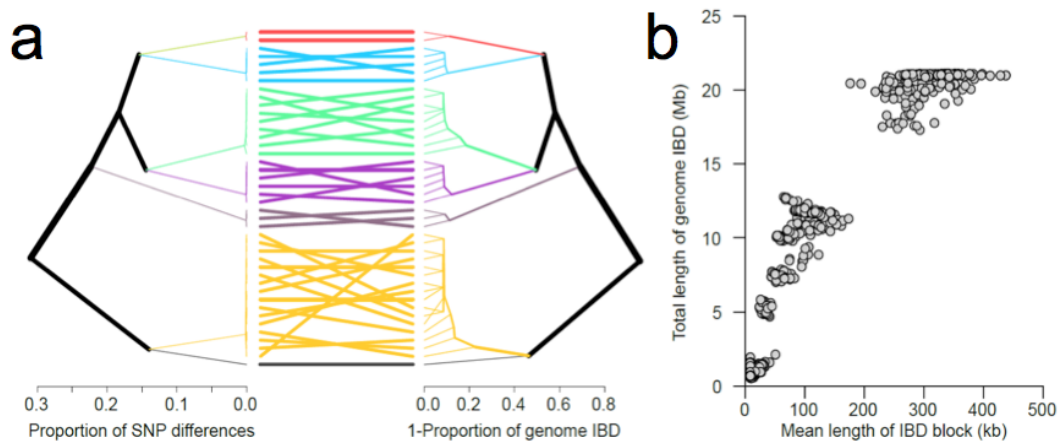 a
0.3 0.2 0.1 0.0
Proportion of SNP differences
0.0 0.2 0.4 0.6 0.8
1-Proportion of genome IBD
b
Total length of genome IBD (Mb)
25
20
15
10
5
0
0 100 200 300 400 500
Mean length of IBD block (kb)